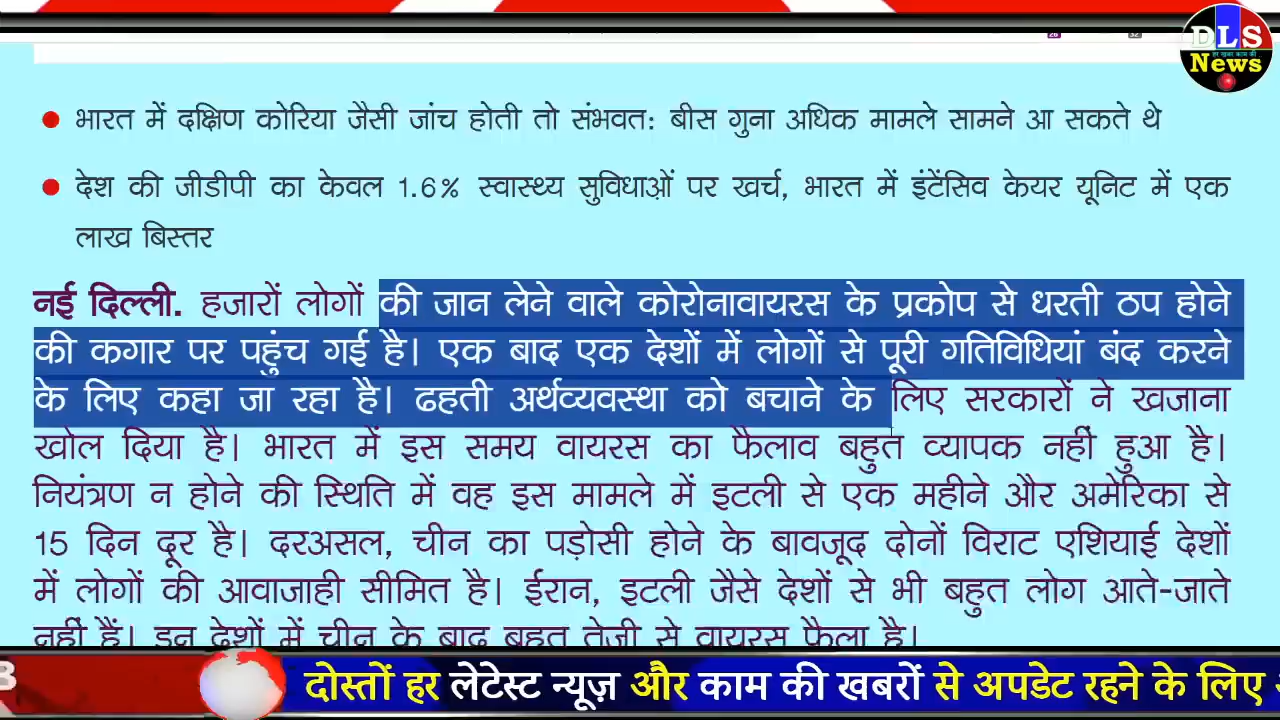 DLS
News
26 32
भारत में दक्षिण कोरिया जैसी जांच होती तो संभवत: बीस गुना अधिक मामले सामने आ सकते थे
देश की जीडीपी का केवल 1.6% स्वास्थ्य सुविधाओं पर खर्च, भारत में इंटेंसिव केयर यूनिट में एक
लाख बिस्तर
नई दिल्ली. हजारों लोगों की जान लेने वाले कोरोनावायरस के प्रकोप से धरती ठप होने
की कगार पर पहुंच गई है। एक बाद एक देशों में लोगों से पूरी गतिविधियां बंद करने
के लिए कहा जा रहा है। ढहती अर्थव्यवस्था को बचाने के लिए सरकारों ने खजाना
खोल दिया है। भारत में इस समय वायरस का फैलाव बहुत व्यापक नहीं हुआ है।
नियंत्रण न होने की स्थिति में वह इस मामले में इटली से एक महीने और अमेरिका से
15 दिन दूर है। दरअसल, चीन का पड़ोसी होने के बावजूद दोनों विराट एशियाई देशों
में लोगों की आवाजाही सीमित है। ईरान, इटली जैसे देशों से भी बहुत लोग आते-जाते
नहीं हैं। इन देशों में चीन के बाद बहुत तेजी से वायरस फैला है।
दोस्तों हर लेटेस्ट न्यूज़ और काम की खबरों से अपडेट रहने के लिए